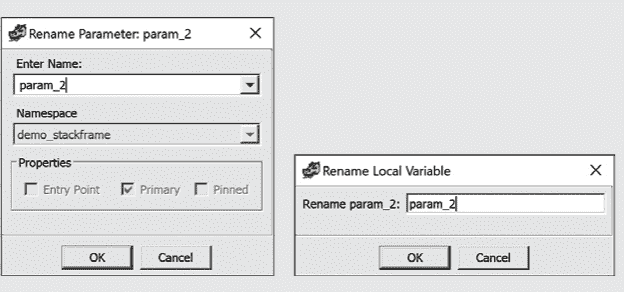 Rename Parameter: param_2
Enter Name:
param_2
Namespace
demo_stackframe
Properties
Entry Point Primary Pinned
OK Cancel
Rename Local Variable
Rename param_2: param_2
OK Cancel